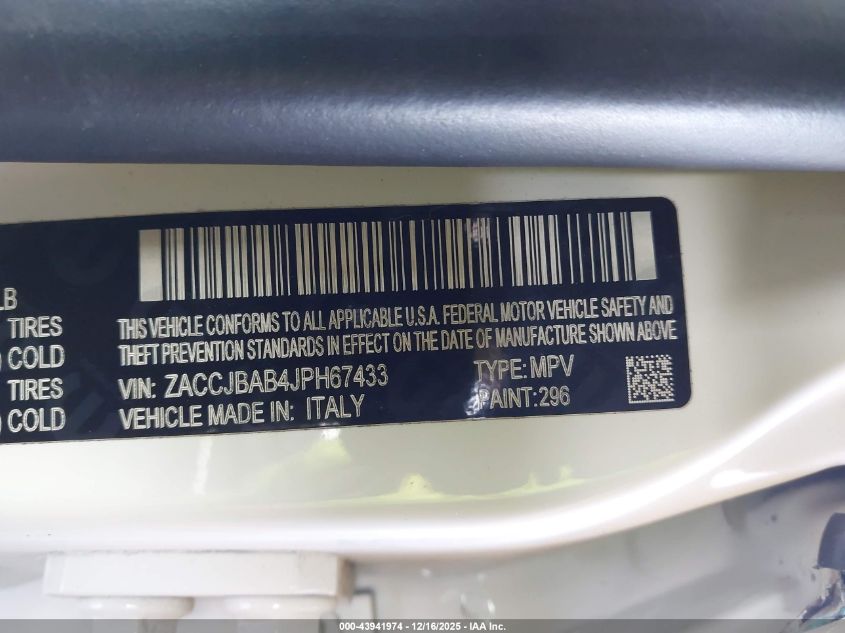 LB
TIRES
COLD
TIRES
COLD
THIS VEHICLE CONFORMS TO ALL APPLICABLE U.S.A. FEDERAL MOTOR VEHICLE SAFETY AND
THEFT PREVENTION STANDARDS IN EFFECT ON THE DATE OF MANUFACTURE SHOWN ABOVE
VIN: ZACCJBAB4JPH67433 TYPE: MPV
VEHICLE MADE IN: ITALY PAINT: 296
000-43941974 - 12/16/2025 - IAA Inc.